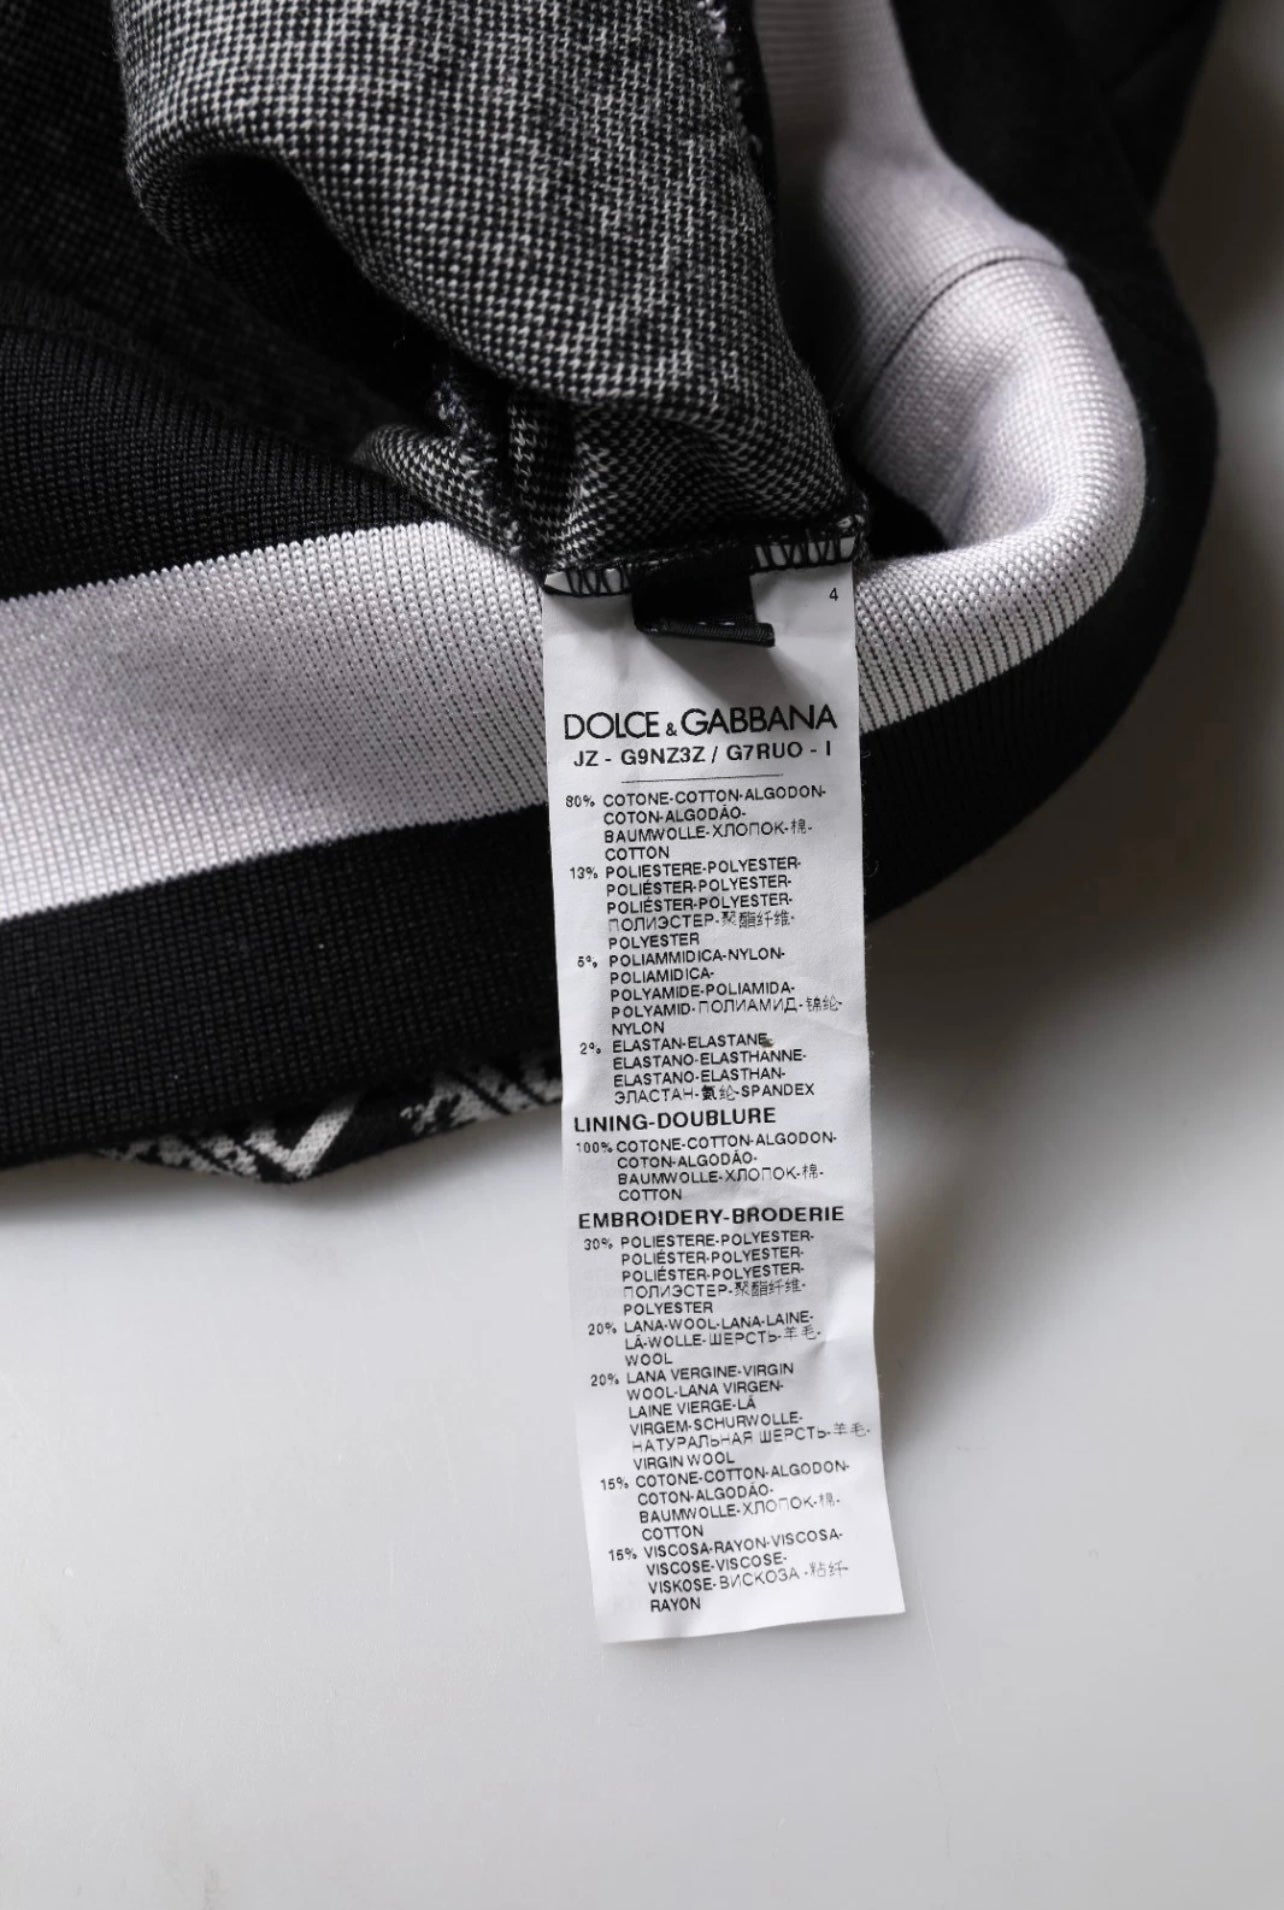 4
DOLCE & GABBANA
JZ - G9NZ3Z / G7RUO - I
80% COTONE-COTTON-ALGODON-
COTON-ALGODÃO-
BAUMWOLLE-ХЛОПОК-棉-
COTTON
13% POLIESTERE-POLYESTER-
POLIÉSTER-POLYESTER-
POLIÉSTER-POLYESTER-
ПОЛИЭСТЕР-聚酯纤维-
POLYESTER
5% POLIAMMIDICA-NYLON-
POLIAMIDICA-
POLYAMIDE-POLIAMIDA-
POLYAMID-ПОЛИАМИД-锦纶-
NYLON
2% ELASTAN-ELASTANE-
ELASTANO-ELASTHANNE-
ELASTANO-ELASTHAN-
ЭЛАСТАН-氨纶-SPANDEX
LINING-DOUBLURE
100% COTONE-COTTON-ALGODON-
COTON-ALGODÃO-
BAUMWOLLE-ХЛОПОК-棉-
COTTON
EMBROIDERY-BRODERIE
30% POLIESTERE-POLYESTER-
POLIÉSTER-POLYESTER-
POLIÉSTER-POLYESTER-
ПОЛИЭСТЕР-聚酯纤维-
POLYESTER
20% LANA-WOOL-LANA-LAINE-
LÃ-WOLLE-ШЕРСТЬ-羊毛-
WOOL
20% LANA VERGINE-VIRGIN
WOOL-LANA VIRGEN-
LAINE VIERGE-LÃ
VIRGEM-SCHURWOLLE-
НАТУРАЛЬНАЯ ШЕРСТЬ-羊毛-
VIRGIN WOOL
15% COTONE-COTTON-ALGODON-
COTON-ALGODÃO-
BAUMWOLLE-ХЛОПОК-棉-
COTTON
15% VISCOSA-RAYON-VISCOSA-
VISCOSE-VISCOSE-
VISKOSE-ВИСКОЗА-粘纤-
RAYON